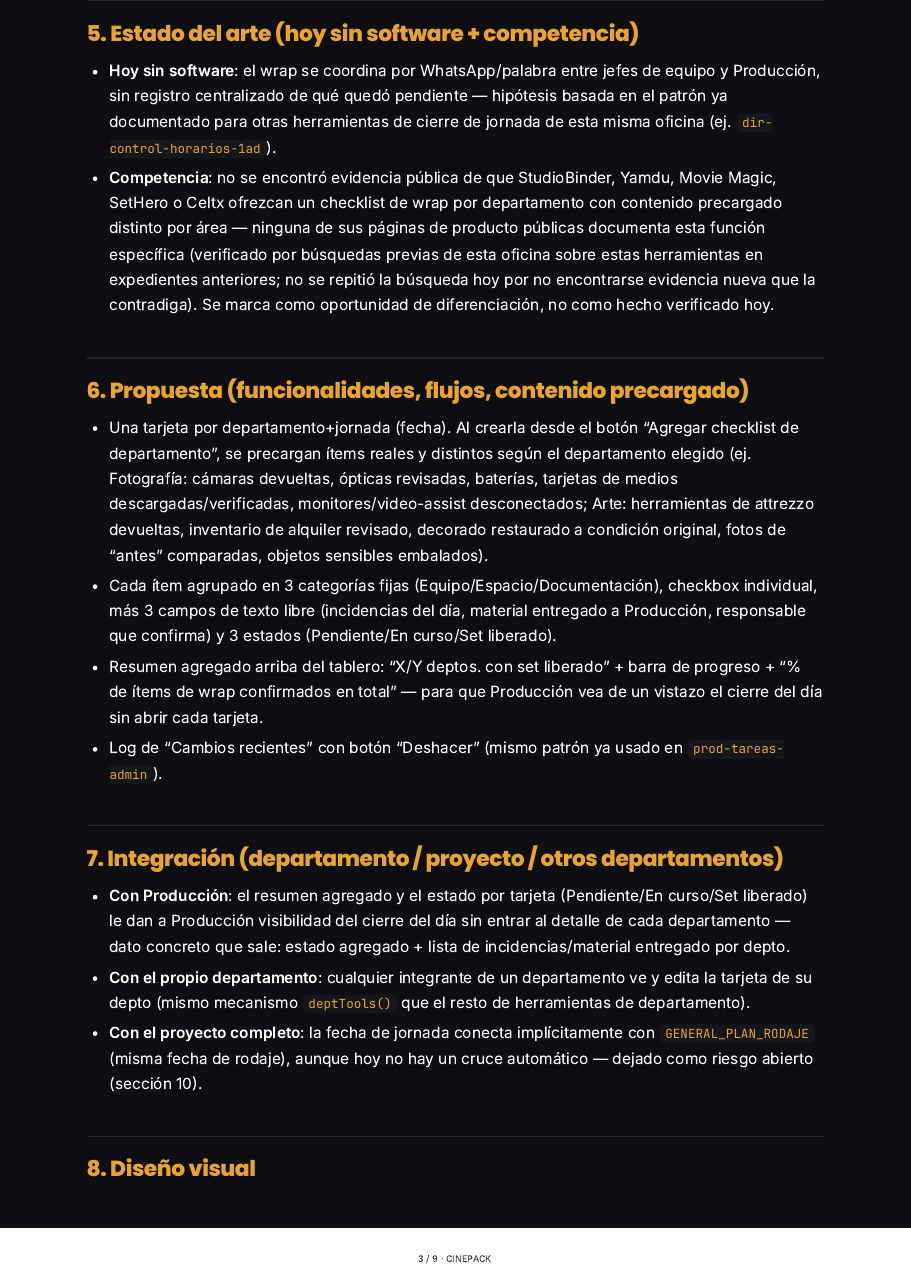 5. Estado del arte (hoy sin software + competencia)
• Hoy sin software: el wrap se coordina por WhatsApp/palabra entre jefes de equipo y Producción,
sin registro centralizado de qué quedó pendiente — hipótesis basada en el patrón ya
documentado para otras herramientas de cierre de jornada de esta misma oficina (ej. dir-
control-horarios-1ad ).
• Competencia: no se encontró evidencia pública de que StudioBinder, Yamdu, Movie Magic,
SetHero o Celtx ofrezcan un checklist de wrap por departamento con contenido precargado
distinto por área — ninguna de sus páginas de producto públicas documenta esta función
específica (verificado por búsquedas previas de esta oficina sobre estas herramientas en
expedientes anteriores; no se repitió la búsqueda hoy por no encontrarse evidencia nueva que la
contradiga). Se marca como oportunidad de diferenciación, no como hecho verificado hoy.
6. Propuesta (funcionalidades, flujos, contenido precargado)
• Una tarjeta por departamento+jornada (fecha). Al crearla desde el botón “Agregar checklist de
departamento”, se precargan ítems reales y distintos según el departamento elegido (ej.
Fotografía: cámaras devueltas, ópticas revisadas, baterías, tarjetas de medios
descargadas/verificadas, monitores/video-assist desconectados; Arte: herramientas de attrezzo
devueltas, inventario de alquiler revisado, decorado restaurado a condición original, fotos de
“antes” comparadas, objetos sensibles embalados).
• Cada ítem agrupado en 3 categorías fijas (Equipo/Espacio/Documentación), checkbox individual,
más 3 campos de texto libre (incidencias del día, material entregado a Producción, responsable
que confirma) y 3 estados (Pendiente/En curso/Set liberado).
• Resumen agregado arriba del tablero: “X/Y deptos. con set liberado” + barra de progreso + “%
de ítems de wrap confirmados en total” — para que Producción vea de un vistazo el cierre del día
sin abrir cada tarjeta.
• Log de “Cambios recientes” con botón “Deshacer” (mismo patrón ya usado en prod-tareas-
admin ).
7. Integración (departamento / proyecto / otros departamentos)
• Con Producción: el resumen agregado y el estado por tarjeta (Pendiente/En curso/Set liberado)
le dan a Producción visibilidad del cierre del día sin entrar al detalle de cada departamento —
dato concreto que sale: estado agregado + lista de incidencias/material entregado por depto.
• Con el propio departamento: cualquier integrante de un departamento ve y edita la tarjeta de su
depto (mismo mecanismo deptTools() que el resto de herramientas de departamento).
• Con el proyecto completo: la fecha de jornada conecta implícitamente con GENERAL_PLAN_RODAJE
(misma fecha de rodaje), aunque hoy no hay un cruce automático — dejado como riesgo abierto
(sección 10).
8. Diseño visual
3 / 9 · CINEPACK